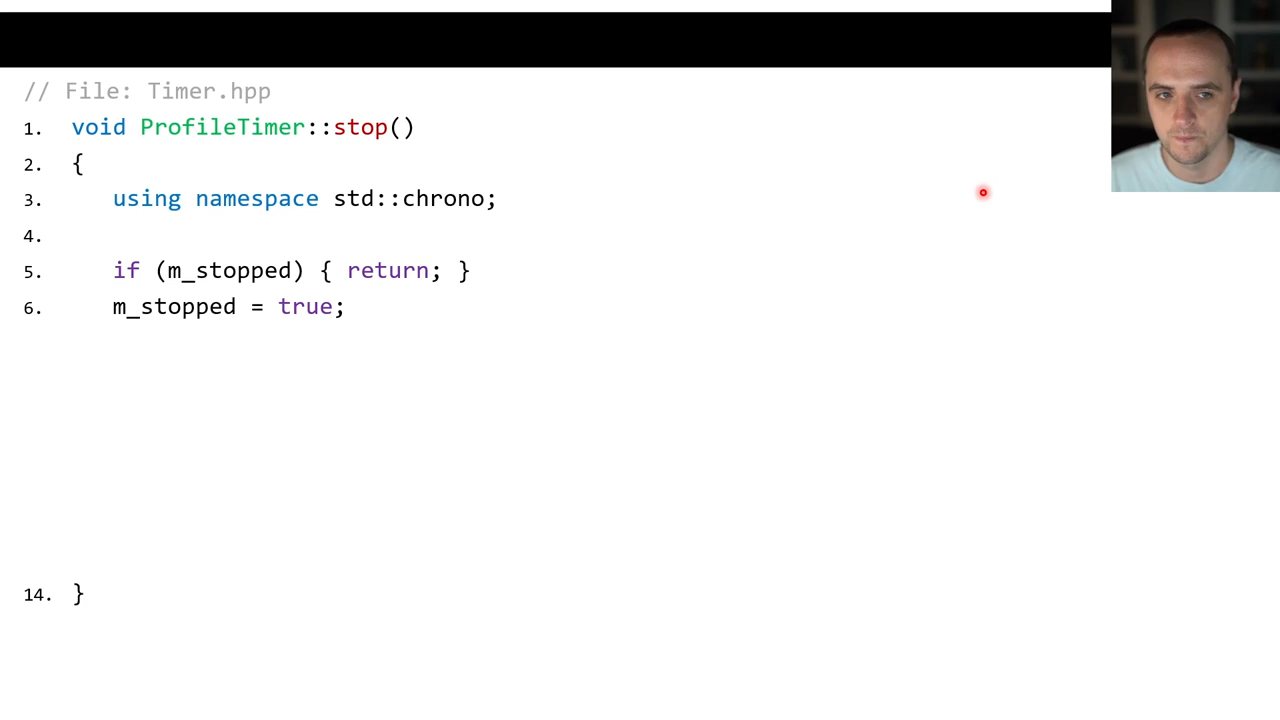 // File: Timer.hpp
1. void ProfileTimer::stop()
2. {
3. using namespace std::chrono;
4.
5. if (m_stopped) { return; }
6. m_stopped = true;
14. }